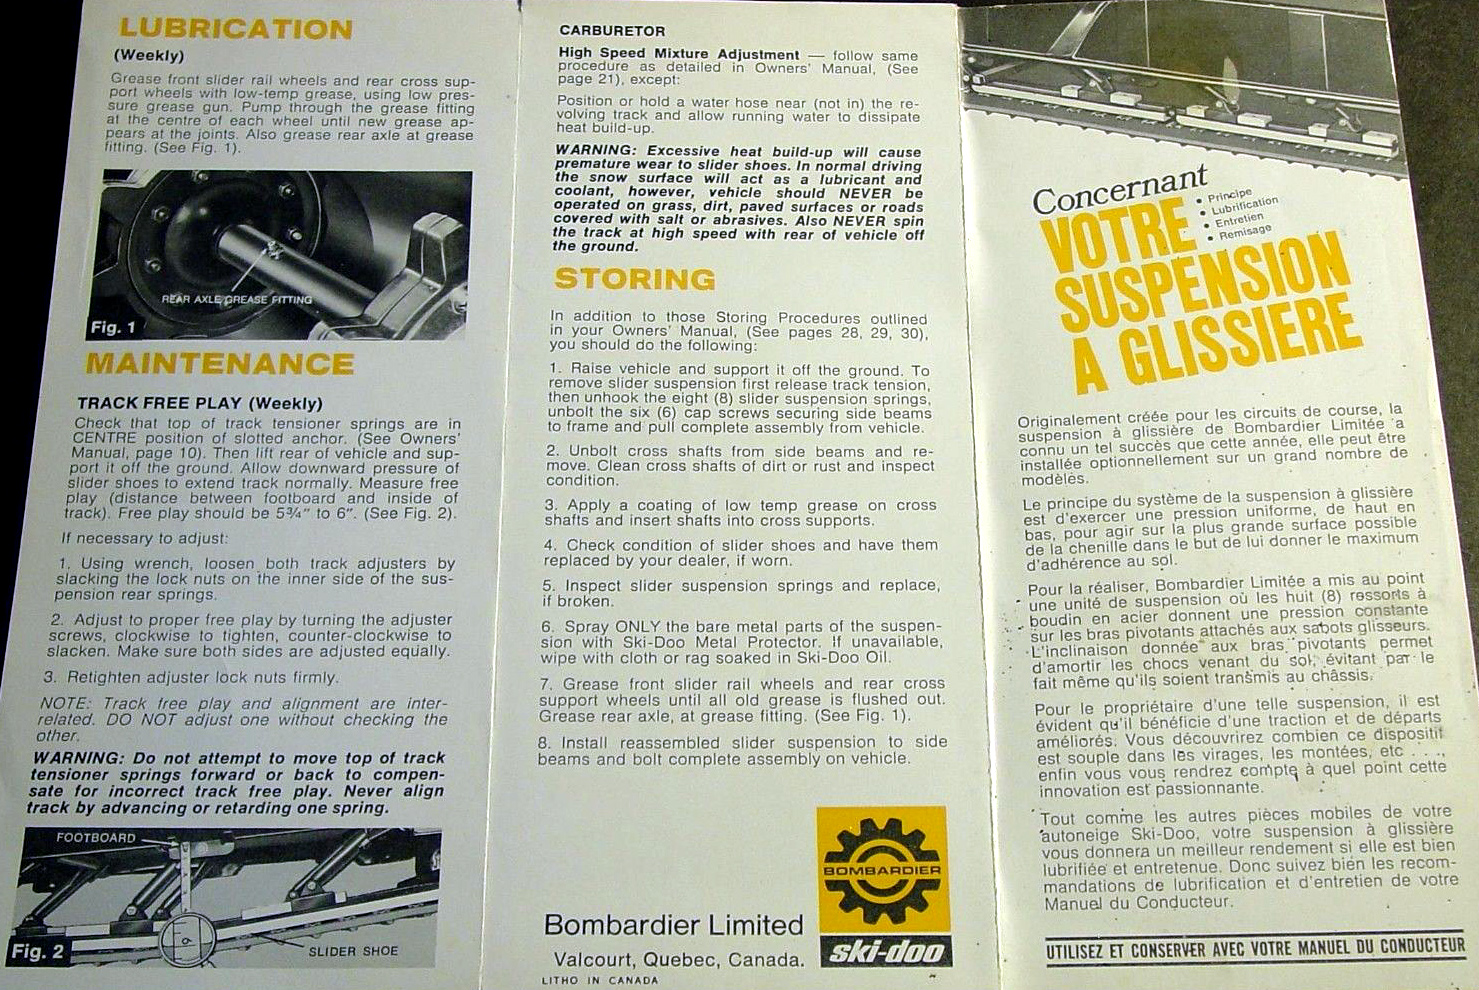 LUBRICATION
(Weekly)
Grease front slider rail wheels and rear cross sup-
port wheels with low-temp grease, using low pres-
sure grease gun. Pump through the grease fitting
at the centre of each wheel until new grease ap-
pears at the joints. Also grease rear axle at grease
fitting. (See Fig. 1).
REAR AXLE GREASE FITTING
Fig. 1
MAINTENANCE
TRACK FREE PLAY (Weekly)
Check that top of track tensioner springs are in
CENTRE position of slotted anchor. (See Owners'
Manual, page 10). Then lift rear of vehicle and sup-
port it off the ground. Allow downward pressure of
slider shoes to extend track normally. Measure free
play (distance between footboard and inside of
track). Free play should be 5¾" to 6". (See Fig. 2).
If necessary to adjust:
1. Using wrench, loosen both track adjusters by
slacking the lock nuts on the inner side of the sus-
pension rear springs.
2. Adjust to proper free play by turning the adjuster
screws, clockwise to tighten, counter-clockwise to
slacken. Make sure both sides are adjusted equally.
3. Retighten adjuster lock nuts firmly.
NOTE: Track free play and alignment are inter-
related. DO NOT adjust one without checking the
other.
WARNING: Do not attempt to move top of track
tensioner springs forward or back to compen-
sate for incorrect track free play. Never align
track by advancing or retarding one spring.
FOOTBOARD
SLIDER SHOE
Fig. 2
CARBURETOR
High Speed Mixture Adjustment — follow same
procedure as detailed in Owners' Manual, (See
page 21), except:
Position or hold a water hose near (not in) the re-
volving track and allow running water to dissipate
heat build-up.
WARNING: Excessive heat build-up will cause
premature wear to slider shoes. In normal driving
the snow surface will act as a lubricant and
coolant, however, vehicle should NEVER be
operated on grass, dirt, paved surfaces or roads
covered with salt or abrasives. Also NEVER spin
the track at high speed with rear of vehicle off
the ground.
STORING
In addition to those Storing Procedures outlined
in your Owners' Manual, (See pages 28, 29, 30),
you should do the following:
1. Raise vehicle and support it off the ground. To
remove slider suspension first release track tension,
then unhook the eight (8) slider suspension springs,
unbolt the six (6) cap screws securing side beams
to frame and pull complete assembly from vehicle.
2. Unbolt cross shafts from side beams and re-
move. Clean cross shafts of dirt or rust and inspect
condition.
3. Apply a coating of low temp grease on cross
shafts and insert shafts into cross supports.
4. Check condition of slider shoes and have them
replaced by your dealer, if worn.
5. Inspect slider suspension springs and replace,
if broken.
6. Spray ONLY the bare metal parts of the suspen-
sion with Ski-Doo Metal Protector. If unavailable,
wipe with cloth or rag soaked in Ski-Doo Oil.
7. Grease front slider rail wheels and rear cross
support wheels until all old grease is flushed out.
Grease rear axle, at grease fitting. (See Fig. 1).
8. Install reassembled slider suspension to side
beams and bolt complete assembly on vehicle.
Bombardier Limited
Valcourt, Quebec, Canada.
LITHO IN CANADA
BOMBARDIER
ski-doo
Concernant
• Principe
• Lubrification
• Entretien
• Remisage
VOTRE
SUSPENSION
A GLISSIERE
Originalement créée pour les circuits de course, la
suspension à glissière de Bombardier Limitée a
connu un tel succès que cette année, elle peut être
installée optionnellement sur un grand nombre de
modèles.
Le principe du système de la suspension à glissière
est d'exercer une pression uniforme, de haut en
bas, pour agir sur la plus grande surface possible
de la chenille dans le but de lui donner le maximum
d'adhérence au sol.
Pour la réaliser, Bombardier Limitée a mis au point
une unité de suspension où les huit (8) ressorts à
boudin en acier donnent une pression constante
sur les bras pivotants attachés aux sabots glisseurs.
L'inclinaison donnée aux bras pivotants permet
d'amortir les chocs venant du sol, évitant par le
fait même qu'ils soient transmis au châssis.
Pour le propriétaire d'une telle suspension, il est
évident qu'il bénéficie d'une traction et de départs
améliorés. Vous découvrirez combien ce dispositif
est souple dans les virages, les montées, etc . . .,
enfin vous vous rendrez compte à quel point cette
innovation est passionnante.
Tout comme les autres pièces mobiles de votre
autoneige Ski-Doo, votre suspension à glissière
vous donnera un meilleur rendement si elle est bien
lubrifiée et entretenue. Donc suivez bien les recom-
mandations de lubrification et d'entretien de votre
Manuel du Conducteur.
UTILISEZ ET CONSERVER AVEC VOTRE MANUEL DU CONDUCTEUR